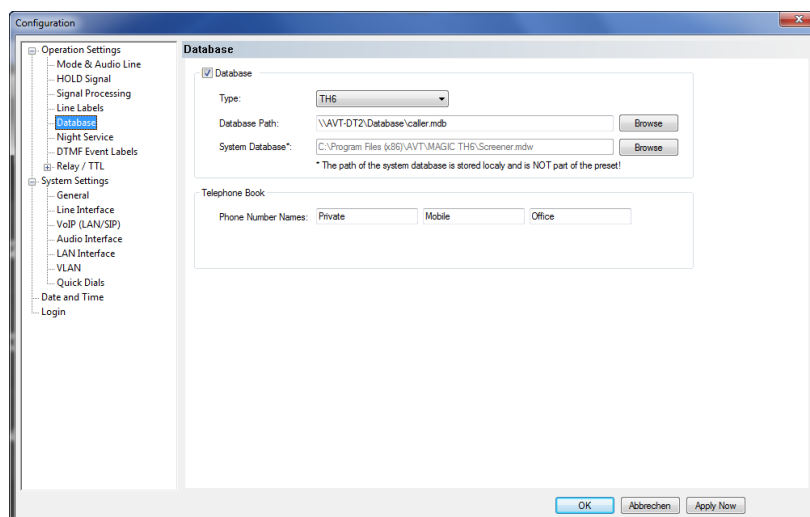 Configuration
Operation Settings
Mode & Audio Line
HOLD Signal
Signal Processing
Line Labels
Database
Night Service
DTMF Event Labels
Relay / TTL
System Settings
General
Line Interface
VoIP (LAN/SIP)
Audio Interface
LAN Interface
VLAN
Quick Dials
Date and Time
Login
Database
Database
Type: TH6
Database Path: \\AVT-DT2\Database\caller.mdb Browse
System Database*: C:\Program Files (x86)\AVT\MAGIC TH6\Screener.mdw Browse
* The path of the system database is stored localy and is NOT part of the preset!
Telephone Book
Phone Number Names: Private Mobile Office
OK Abbrechen Apply Now